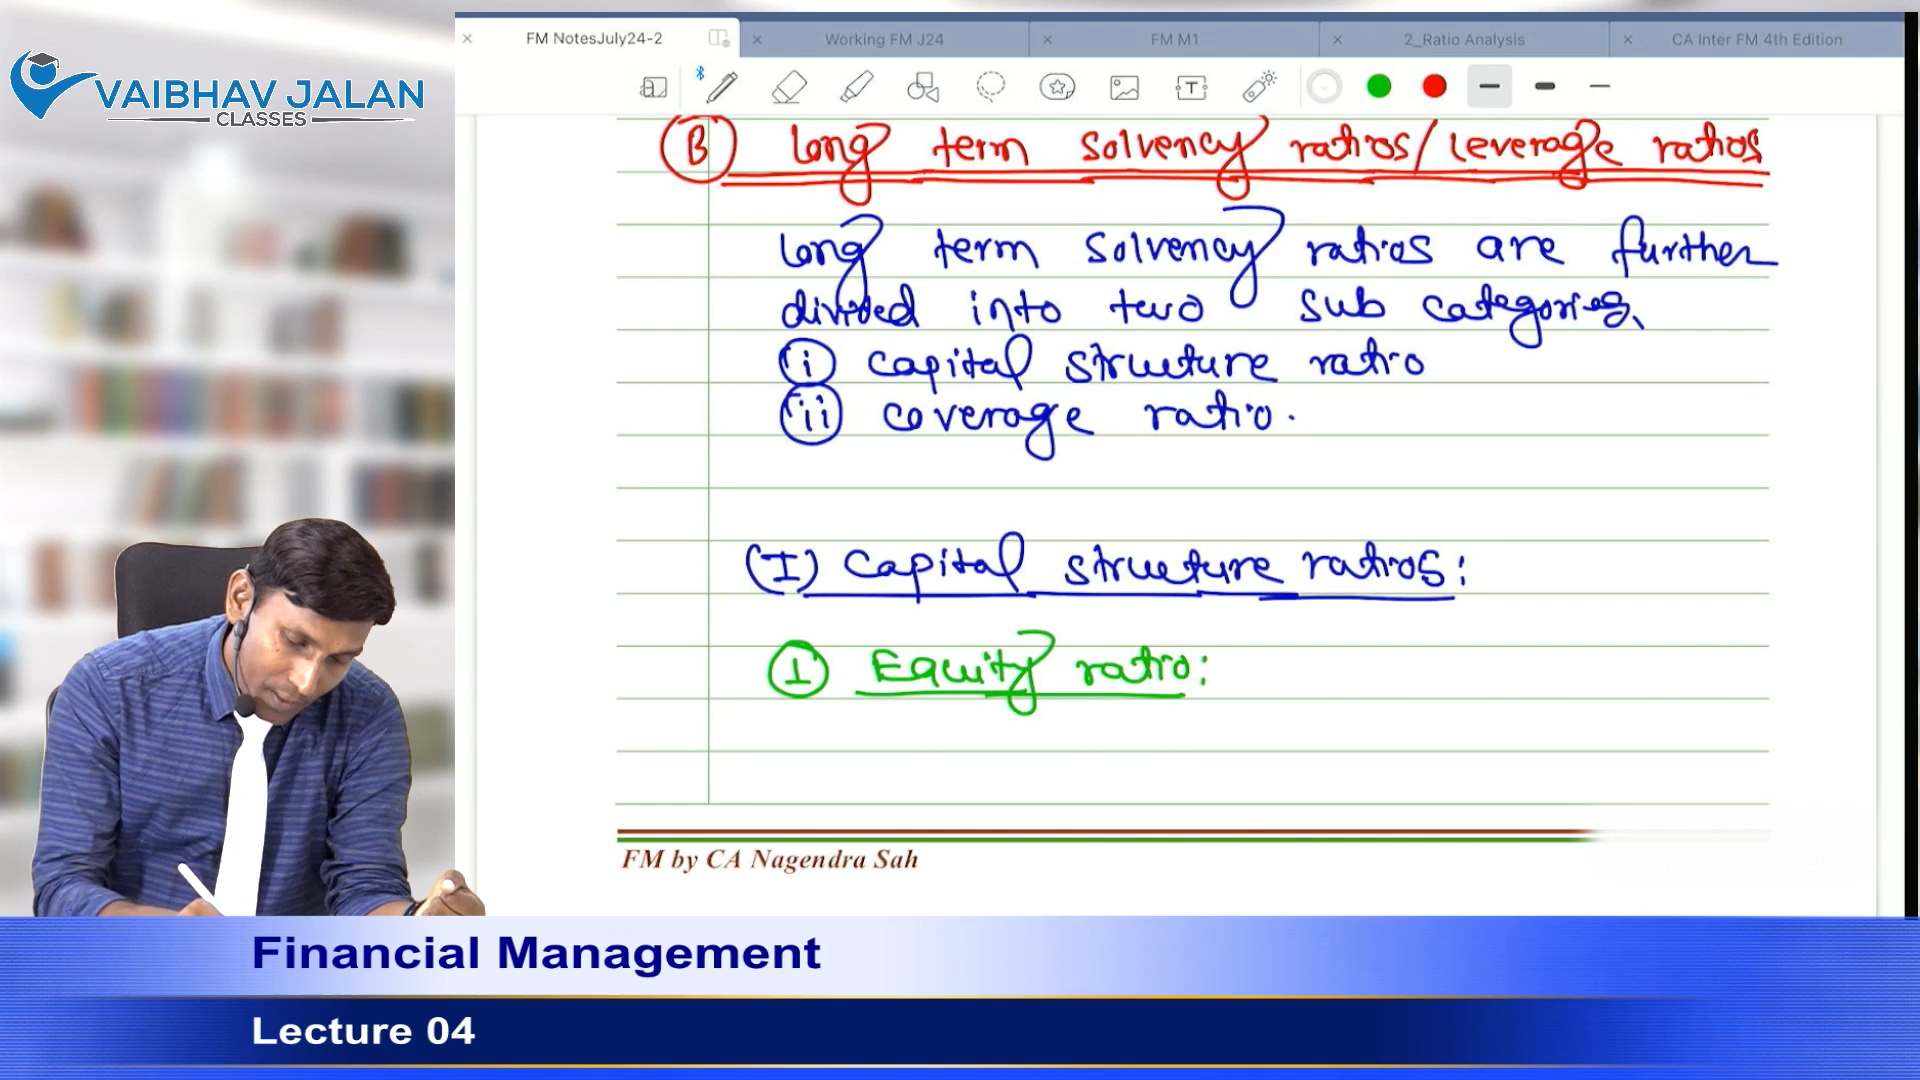 VAIBHAV JALAN
CLASSES
FM NotesJuly24-2
Working FM J24
FM M1
2_Ratio Analysis
CA Inter FM 4th Edition
(B) Long term solvency ratios/leverage ratios
Long term solvency ratios are further
divided into two sub categories,
(i) capital structure ratio
(ii) coverage ratio.
(I) Capital structure ratios:
(1) Equity ratio:
FM by CA Nagendra Sah
Financial Management
Lecture 04